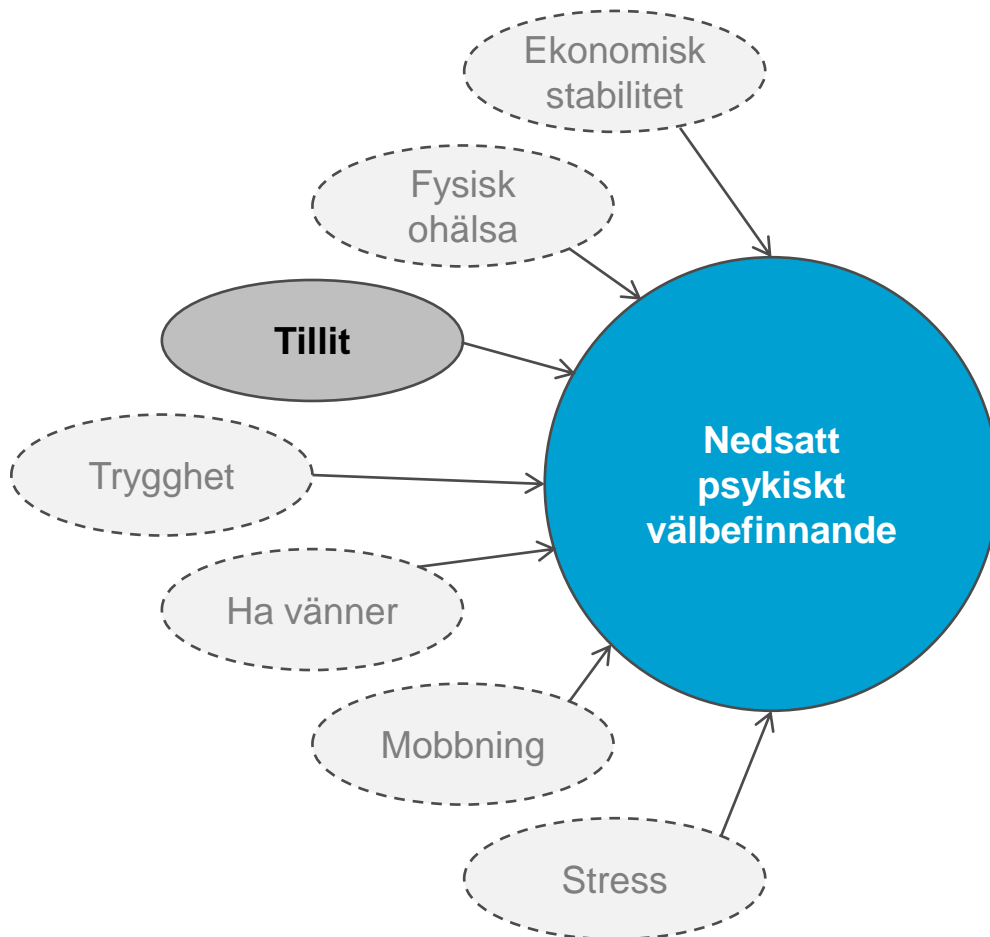 Ekonomisk
stabilitet
Fysisk
ohälsa
Tillit
Trygghet
Nedsatt
psykiskt
välbefinnande
Ha vänner
Mobbning
Stress